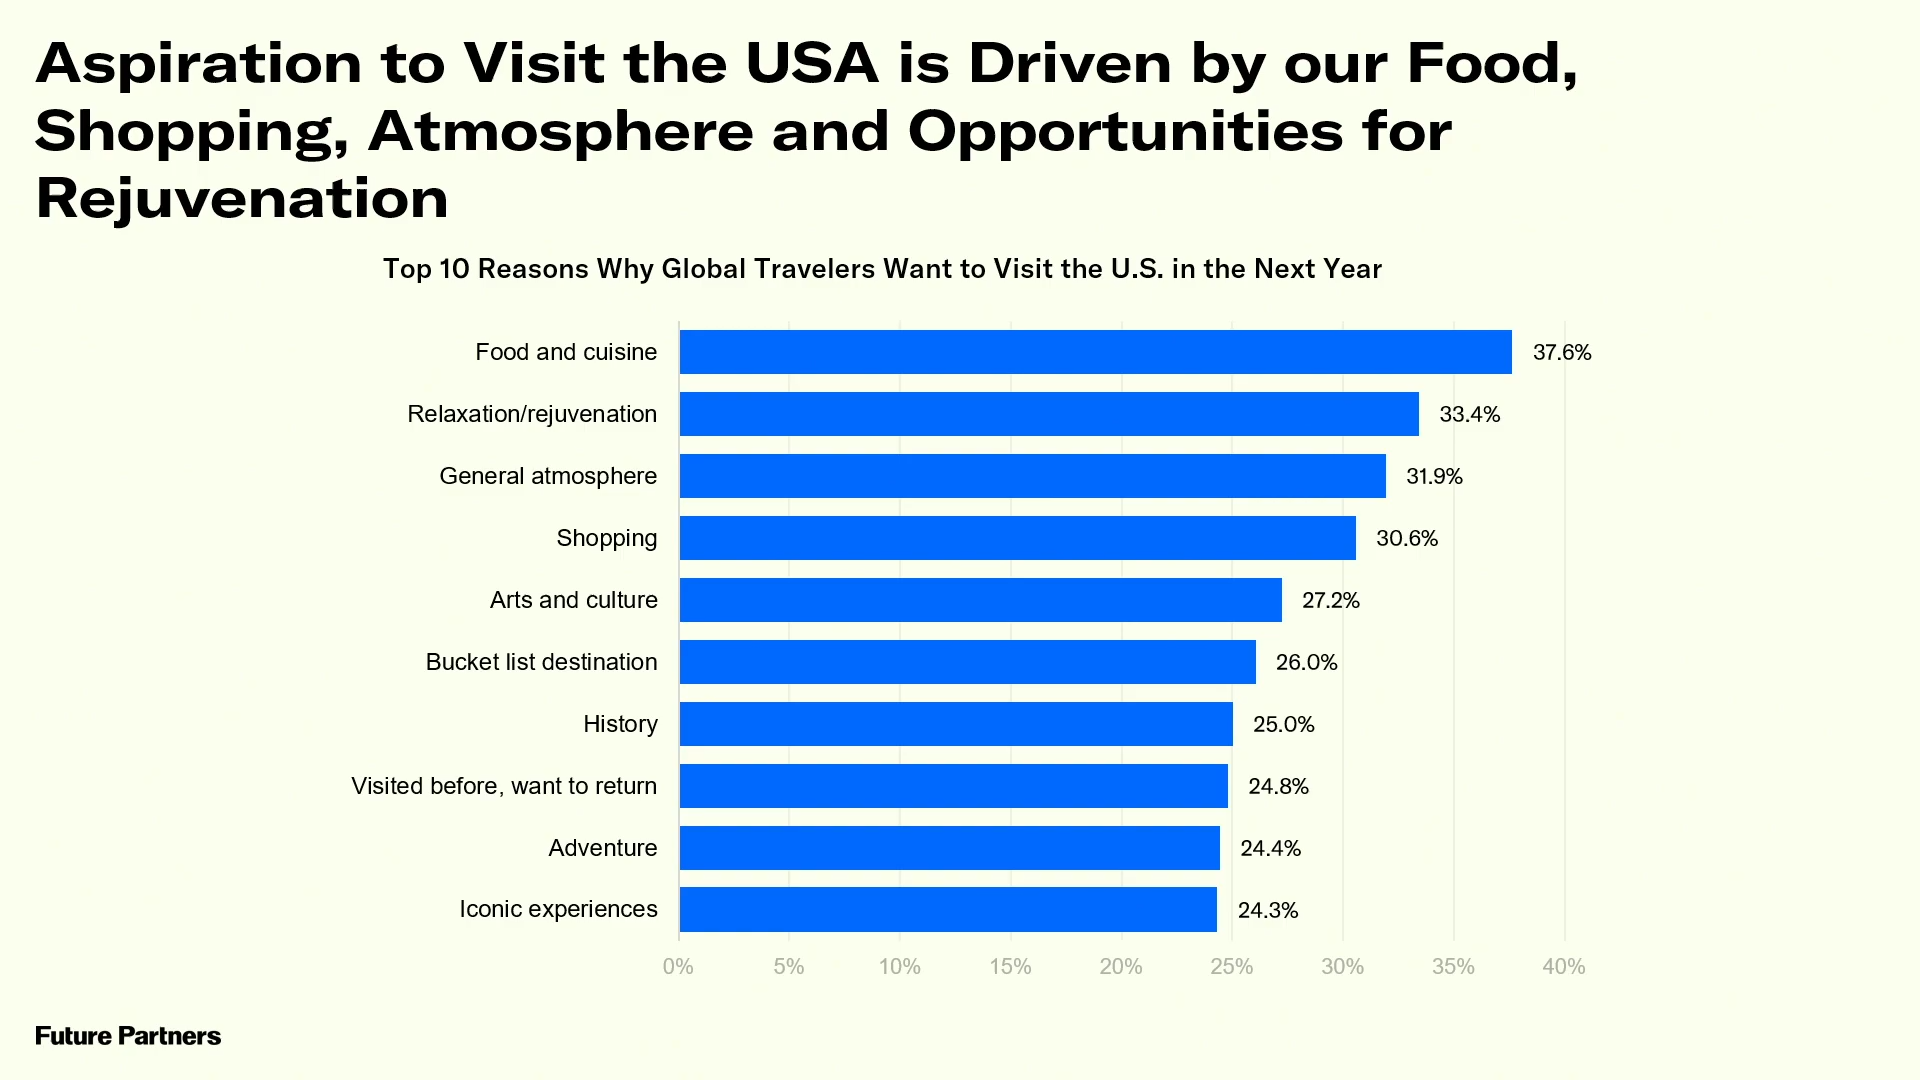 Aspiration to Visit the USA is Driven by our Food,
Shopping, Atmosphere and Opportunities for
Rejuvenation
Top 10 Reasons Why Global Travelers Want to Visit the U.S. in the Next Year
Food and cuisine 37.6%
Relaxation/rejuvenation 33.4%
General atmosphere 31.9%
Shopping 30.6%
Arts and culture 27.2%
Bucket list destination 26.0%
History 25.0%
Visited before, want to return 24.8%
Adventure 24.4%
Iconic experiences 24.3%
0% 5% 10% 15% 20% 25% 30% 35% 40%
Future Partners